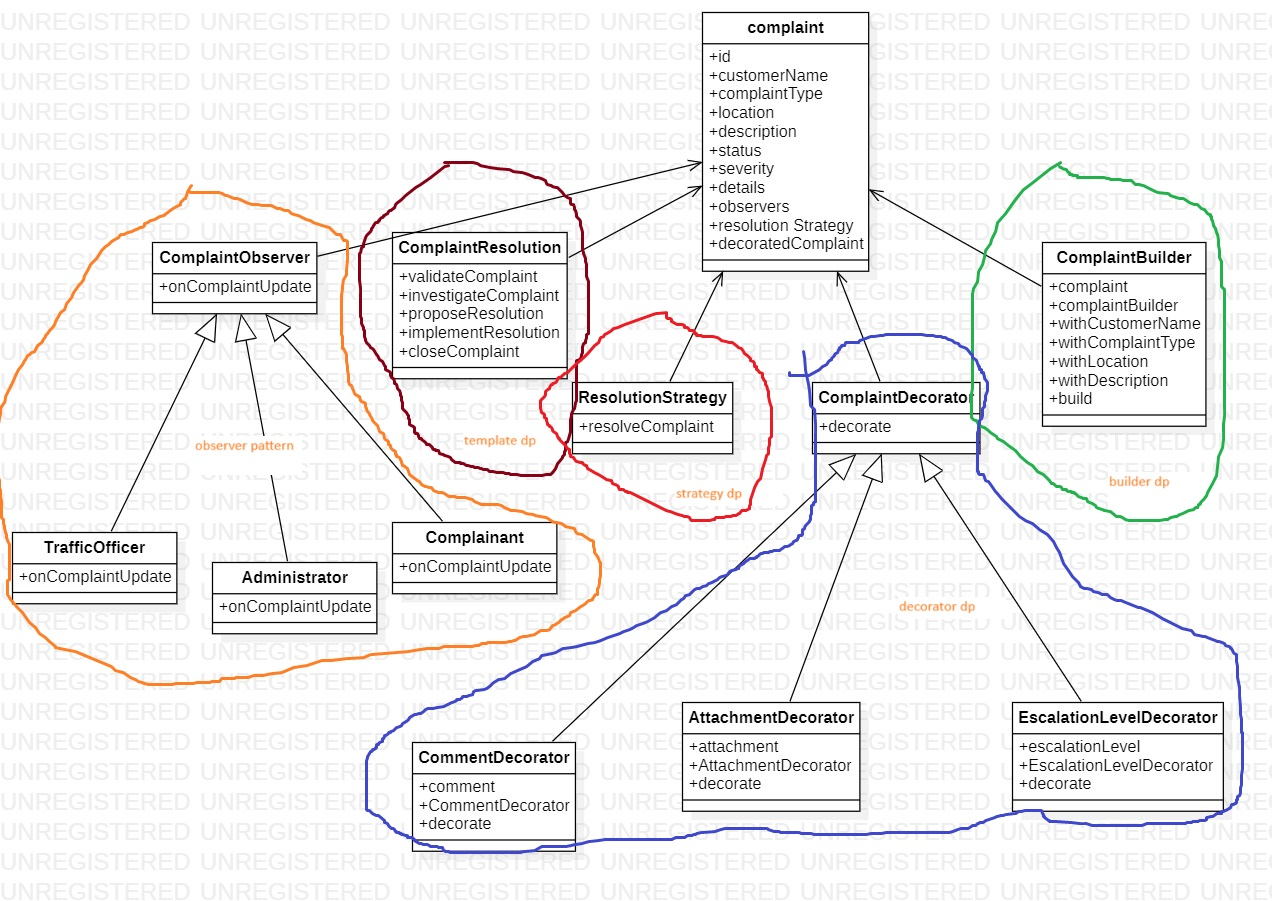 complaint
+id
+customerName
+complaintType
+location
+description
+status
+severity
+details
+observers
+resolution Strategy
+decoratedComplaint
ComplaintObserver
+onComplaintUpdate
ComplaintResolution
+validateComplaint
+investigateComplaint
+proposeResolution
+implementResolution
+closeComplaint
ComplaintBuilder
+complaint
+complaintBuilder
+withCustomerName
+withComplaintType
+withLocation
+withDescription
+build
ResolutionStrategy
+resolveComplaint
ComplaintDecorator
+decorate
observer pattern
template dp
strategy dp
builder dp
TrafficOfficer
+onComplaintUpdate
Administrator
+onComplaintUpdate
Complainant
+onComplaintUpdate
decorator dp
CommentDecorator
+comment
+CommentDecorator
+decorate
AttachmentDecorator
+attachment
+AttachmentDecorator
+decorate
EscalationLevelDecorator
+escalationLevel
+EscalationLevelDecorator
+decorate
UNREGISTERED